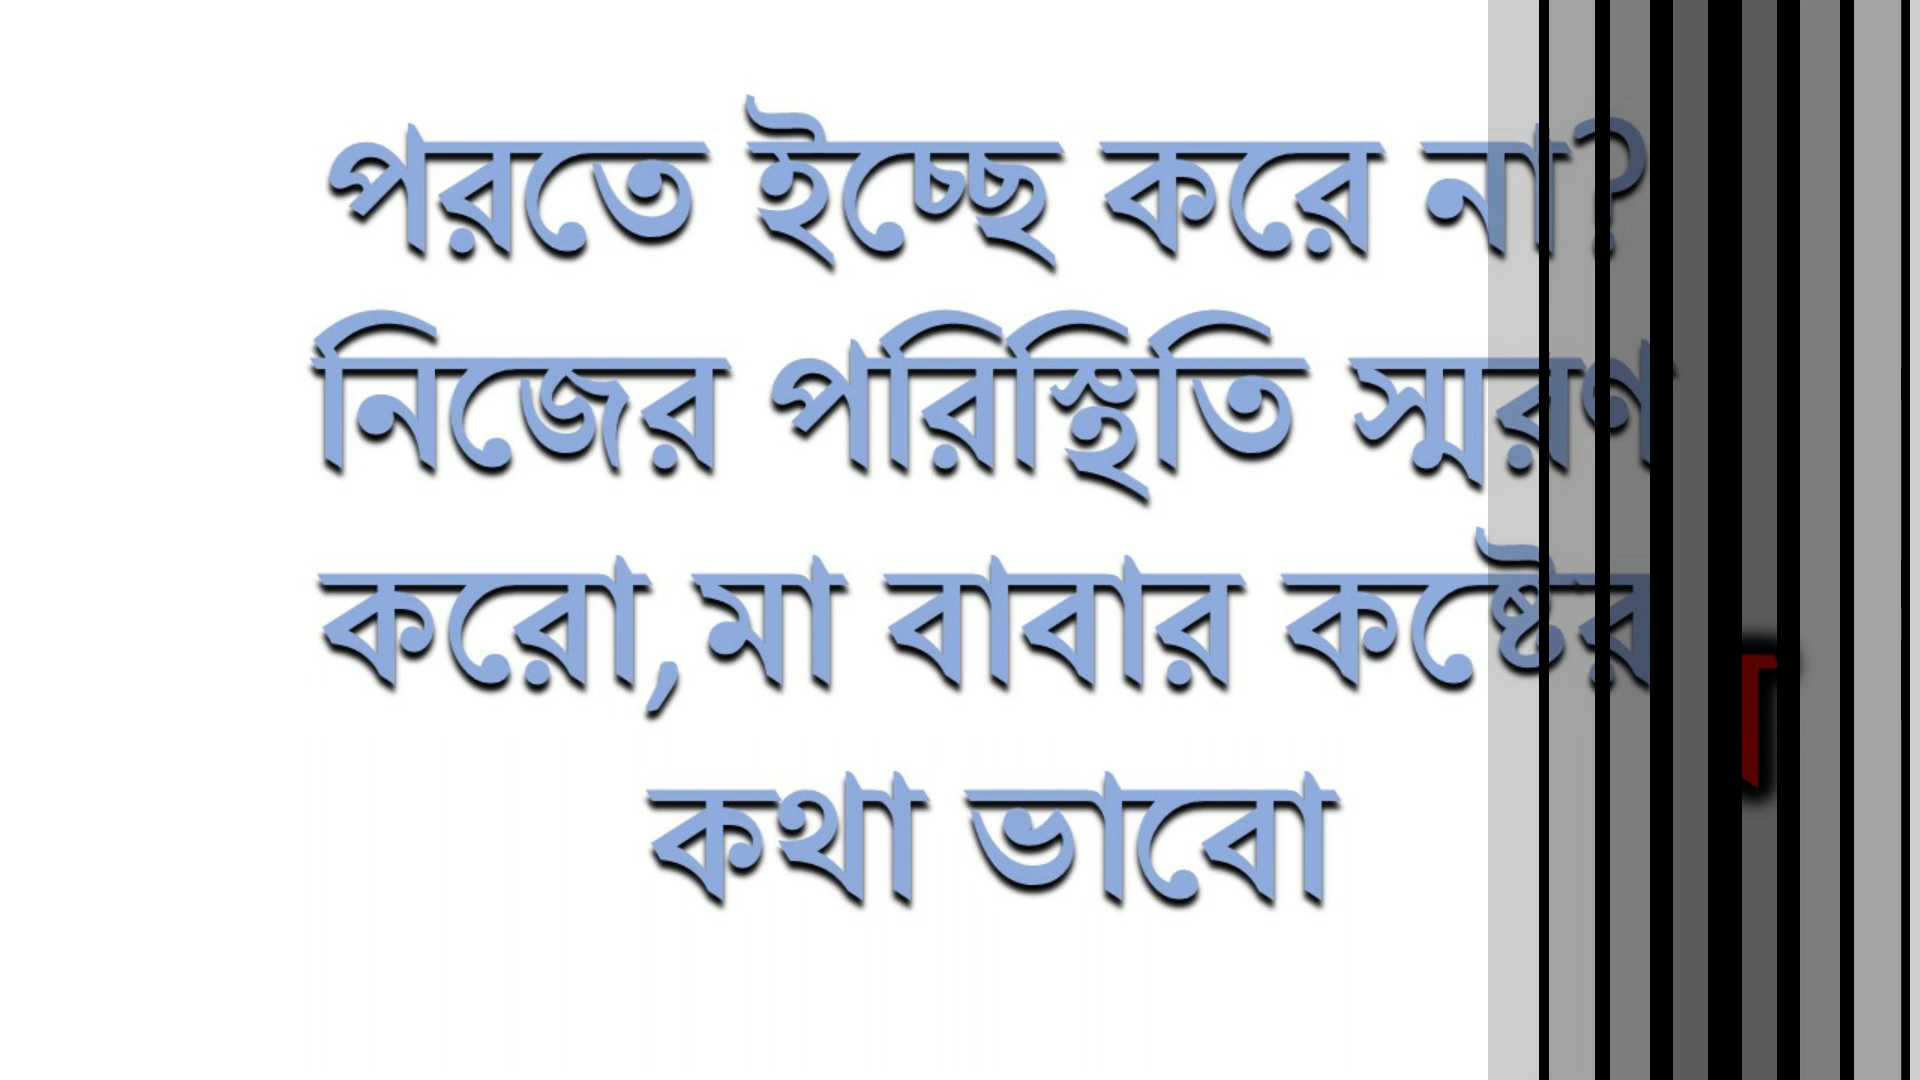 পরতে ইচ্ছে করে না?
নিজের পরিস্থিতি স্মরণ
করো,মা বাবার কষ্টের
কথা ভাবো